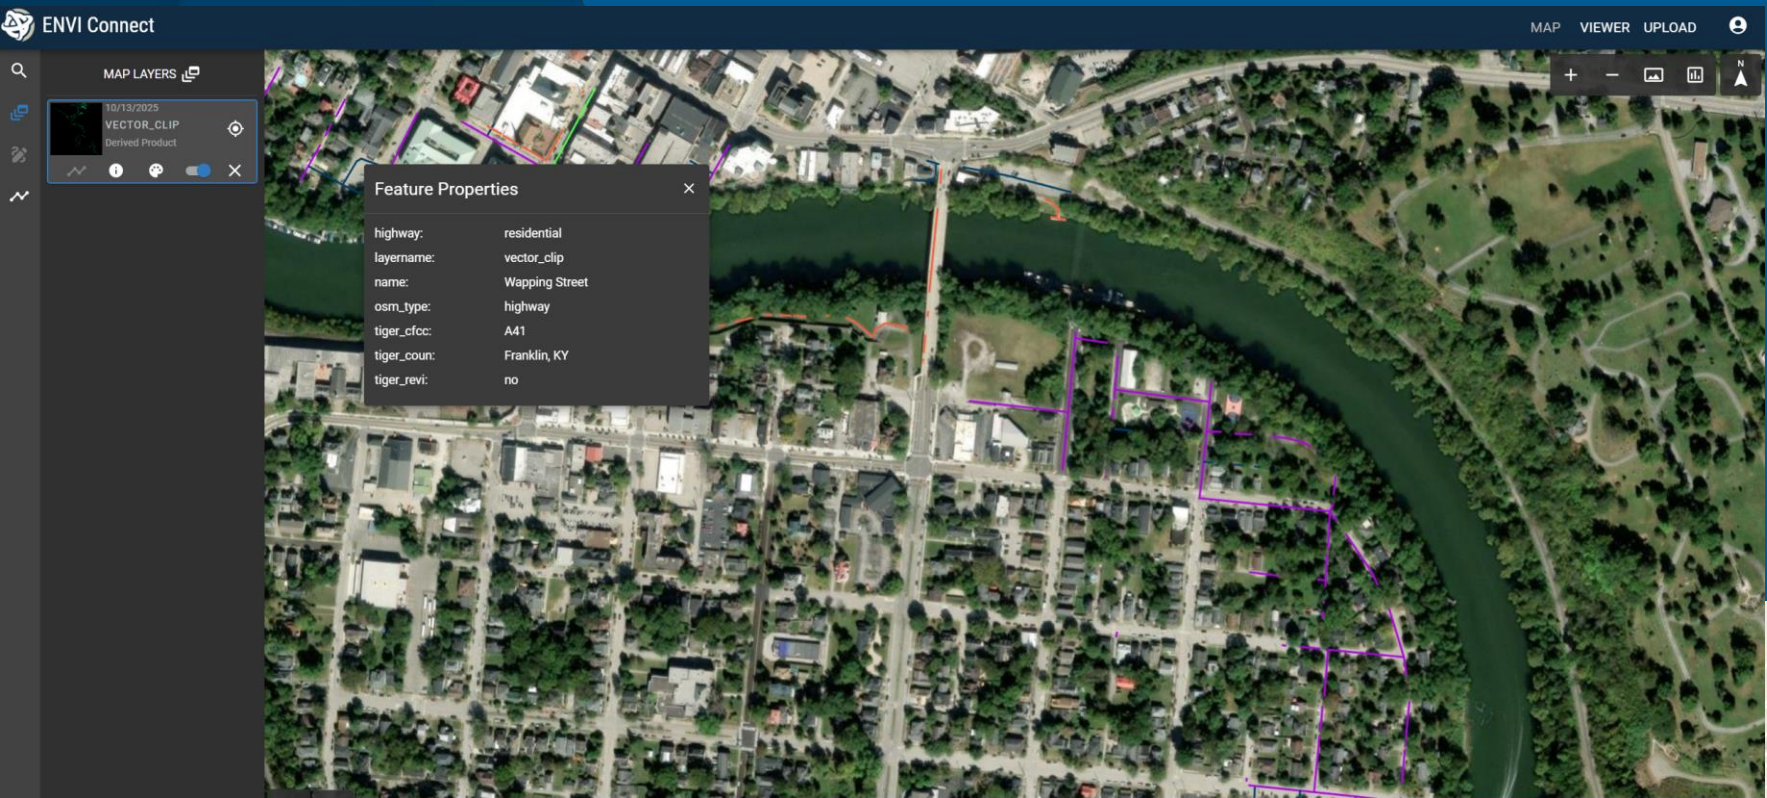 ENVI Connect
MAP VIEWER UPLOAD
MAP LAYERS
10/13/2025
VECTOR_CLIP
Derived Product
N
Feature Properties
highway: residential
layername: vector_clip
name: Wapping Street
osm_type: highway
tiger_cfcc: A41
tiger_coun: Franklin, KY
tiger_revi: no